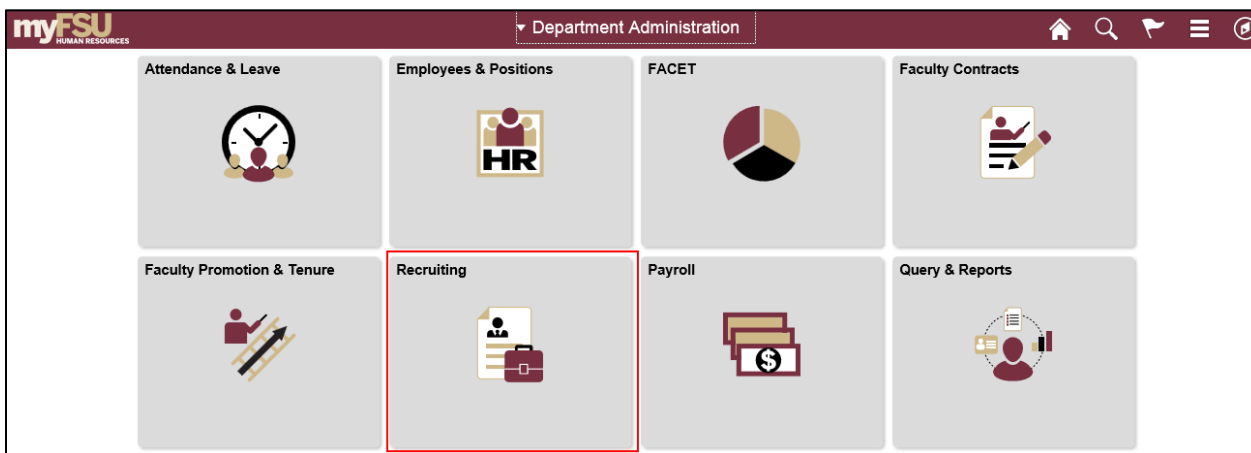 myFSU
HUMAN RESOURCES
Department Administration
Attendance & Leave
Employees & Positions
FACET
Faculty Contracts
HR
Faculty Promotion & Tenure
Recruiting
Payroll
Query & Reports
$